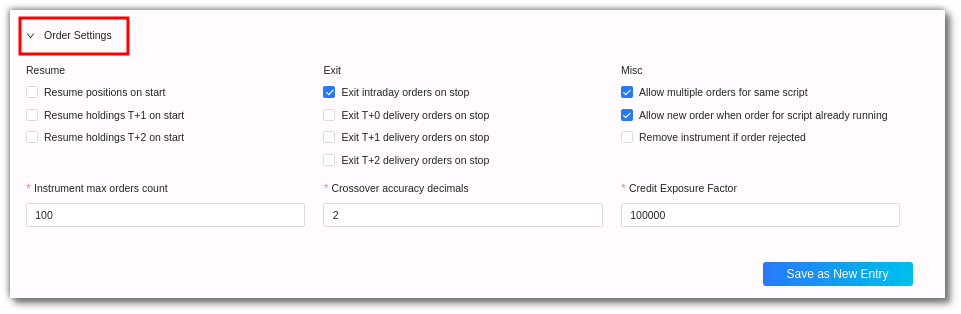 Order Settings
Resume
Resume positions on start
Resume holdings T+1 on start
Resume holdings T+2 on start
Exit
Exit intraday orders on stop
Exit T+0 delivery orders on stop
Exit T+1 delivery orders on stop
Exit T+2 delivery orders on stop
Misc
Allow multiple orders for same script
Allow new order when order for script already running
Remove instrument if order rejected
* Instrument max orders count
100
* Crossover accuracy decimals
2
* Credit Exposure Factor
100000
Save as New Entry